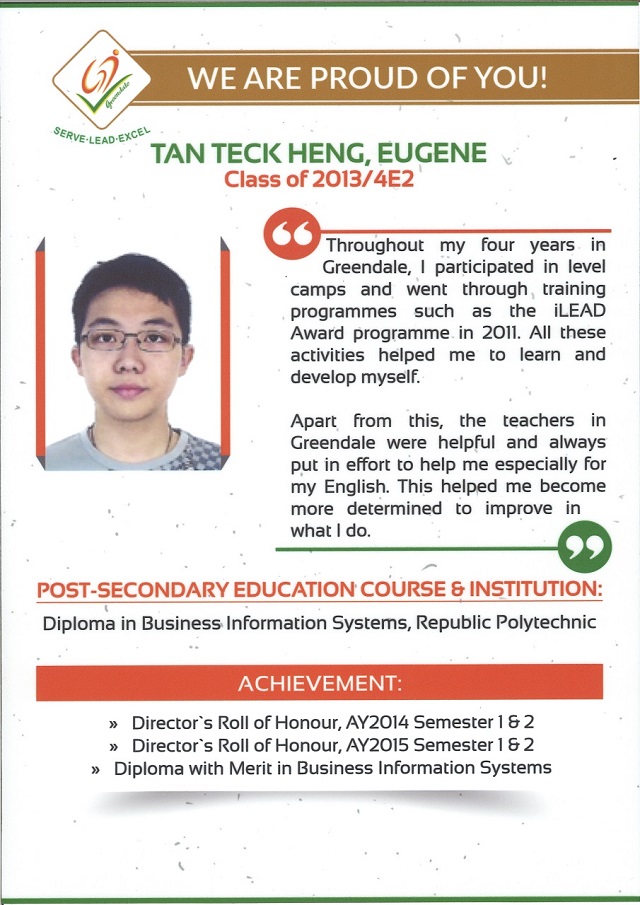 WE ARE PROUD OF YOU!
Greendale
SERVE·LEAD·EXCEL
TAN TECK HENG, EUGENE
Class of 2013/4E2
Throughout my four years in
Greendale, I participated in level
camps and went through training
programmes such as the iLEAD
Award programme in 2011. All these
activities helped me to learn and
develop myself.
Apart from this, the teachers in
Greendale were helpful and always
put in effort to help me especially for
my English. This helped me become
more determined to improve in
what I do.
POST-SECONDARY EDUCATION COURSE & INSTITUTION:
Diploma in Business Information Systems, Republic Polytechnic
ACHIEVEMENT:
» Director`s Roll of Honour, AY2014 Semester 1 & 2
» Director`s Roll of Honour, AY2015 Semester 1 & 2
» Diploma with Merit in Business Information Systems